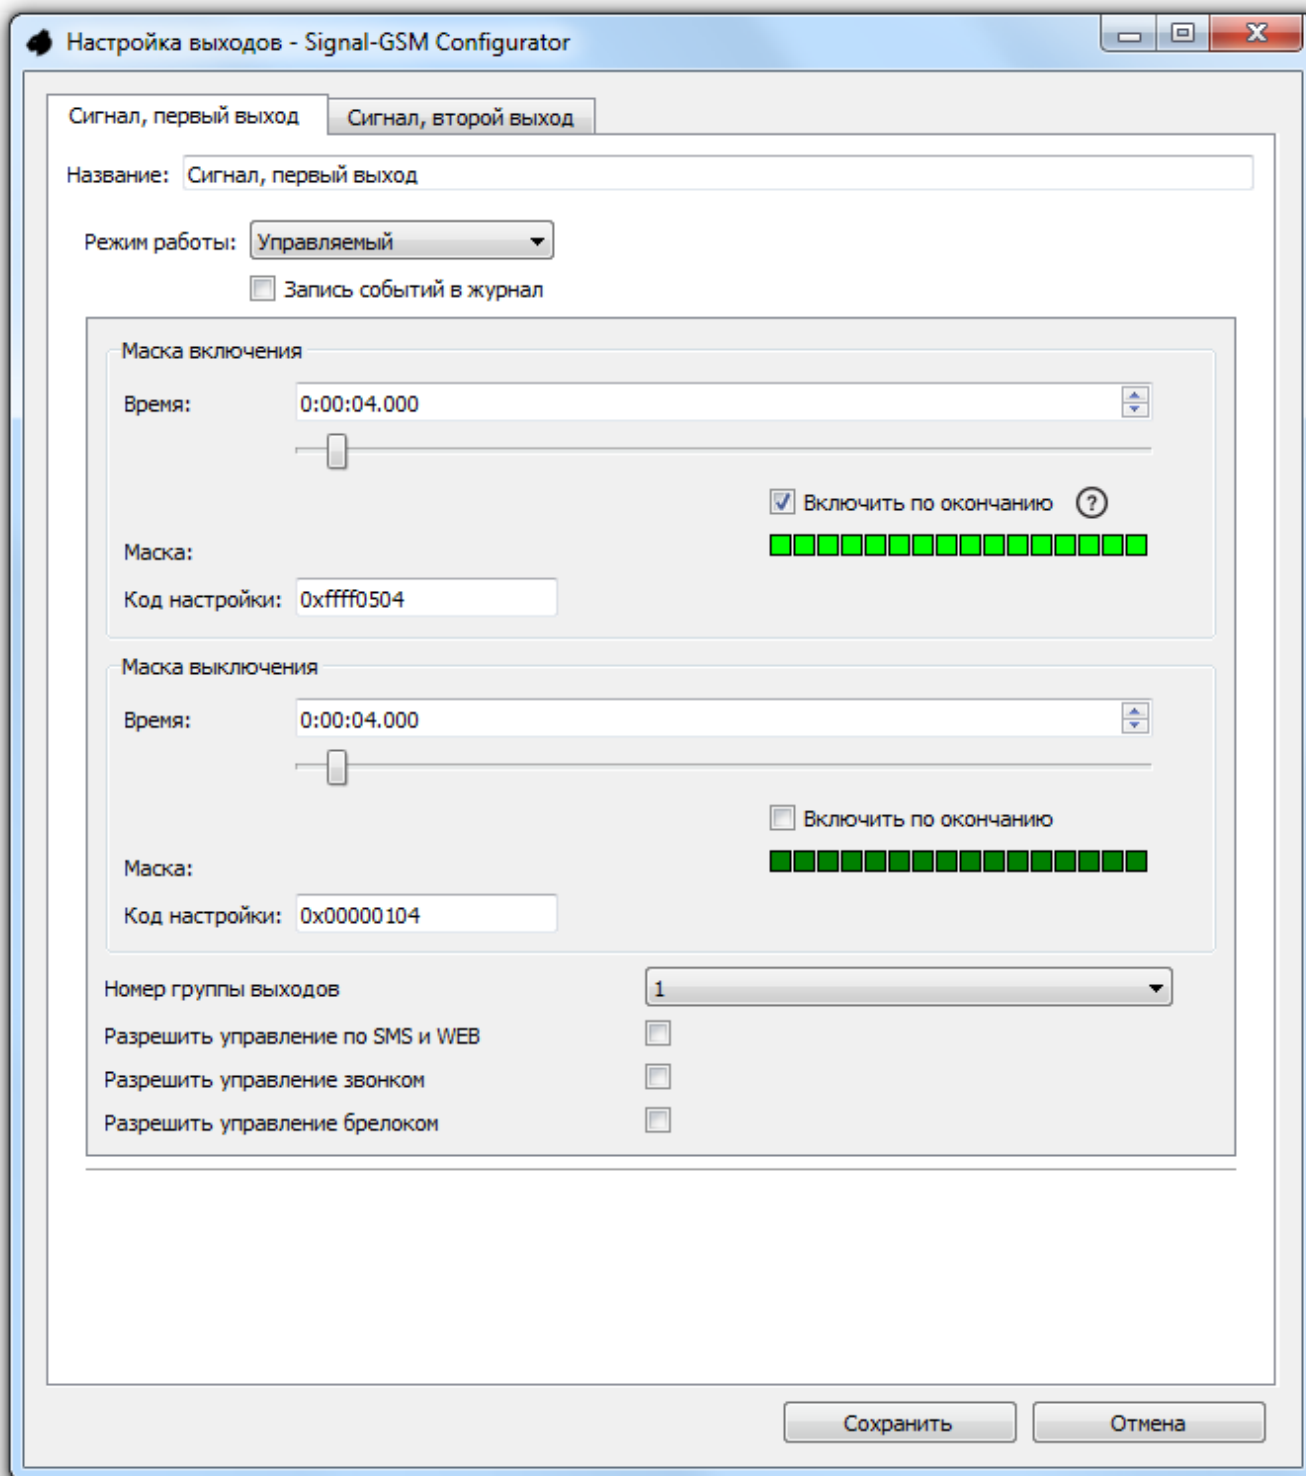 Настройка выходов - Signal-GSM Configurator
Сигнал, первый выход Сигнал, второй выход
Название: Сигнал, первый выход
Режим работы: Управляемый
Запись событий в журнал
Маска включения
Время: 0:00:04.000
Включить по окончанию ?
Маска:
Код настройки: 0xffff0504
Маска выключения
Время: 0:00:04.000
Включить по окончанию
Маска:
Код настройки: 0x00000104
Номер группы выходов 1
Разрешить управление по SMS и WEB
Разрешить управление звонком
Разрешить управление брелоком
Сохранить Отмена